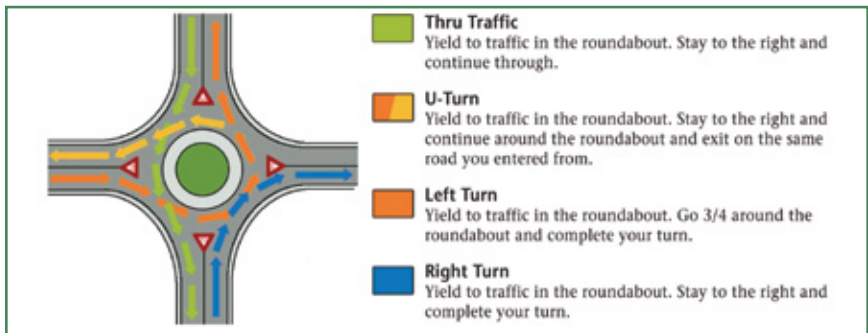 Thru Traffic
Yield to traffic in the roundabout. Stay to the right and
continue through.
U-Turn
Yield to traffic in the roundabout. Stay to the right and
continue around the roundabout and exit on the same
road you entered from.
Left Turn
Yield to traffic in the roundabout. Go 3/4 around the
roundabout and complete your turn.
Right Turn
Yield to traffic in the roundabout. Stay to the right and
complete your turn.